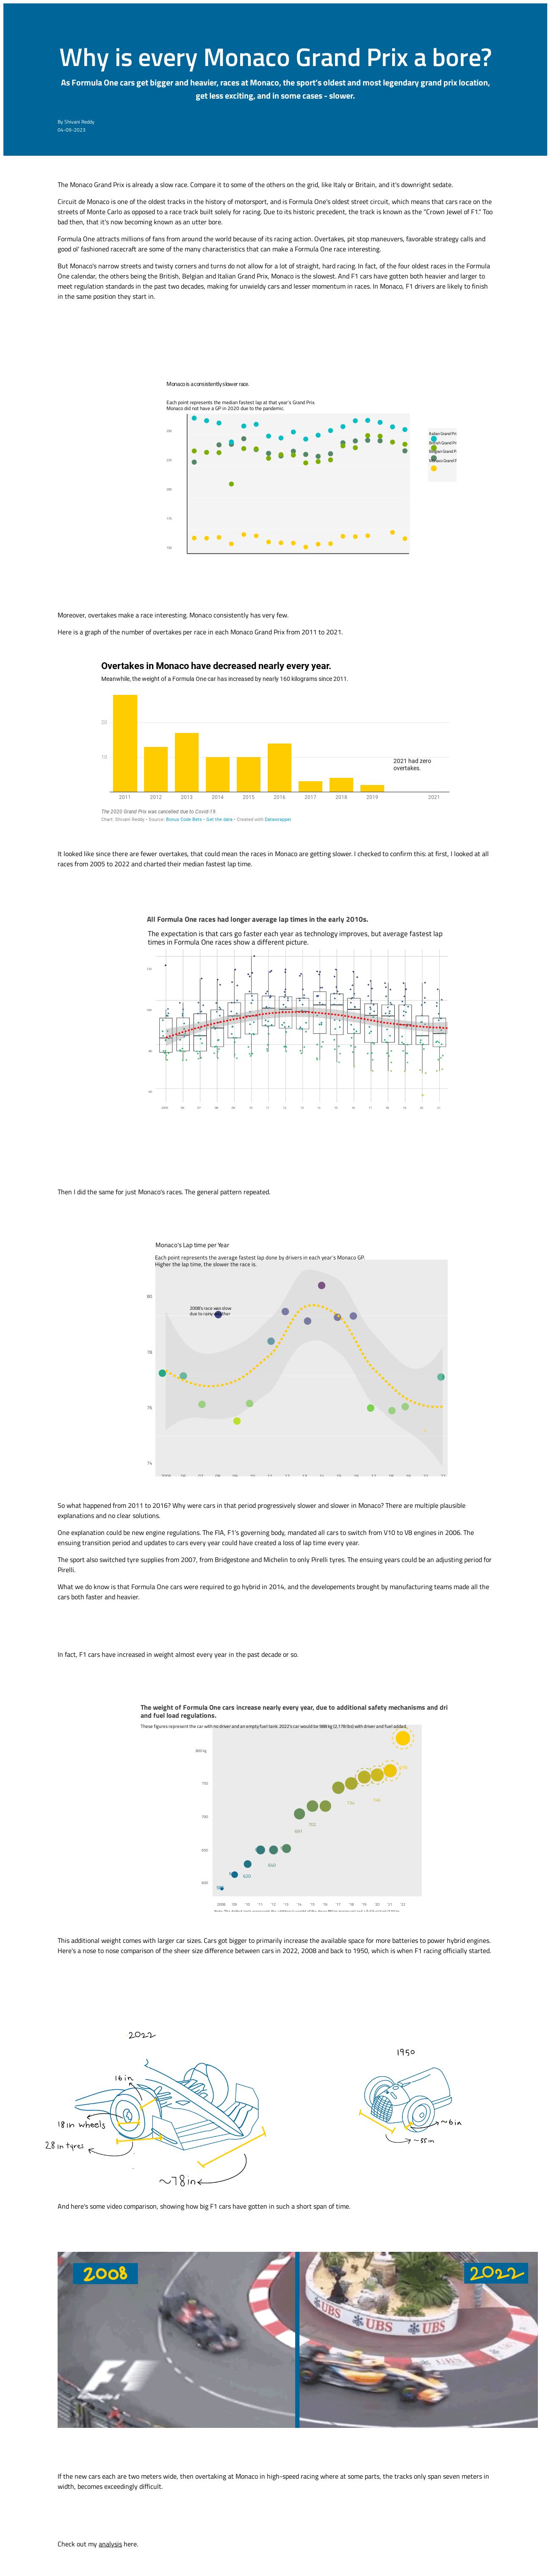 Why is every Monaco Grand Prix a bore?
As Formula One cars get bigger and heavier, races at Monaco, the sport's oldest and most legendary grand prix location,
get less exciting, and in some cases - slower.
By Shivani Reddy
04-09-2023
The Monaco Grand Prix is already a slow race. Compare it to some of the others on the grid, like Italy or Britain, and it's downright sedate.
Circuit de Monaco is one of the oldest tracks in the history of motorsport, and is Formula One's oldest street circuit, which means that cars race on the
streets of Monte Carlo as opposed to a race track built solely for racing. Due to its historic precedent, the track is known as the "Crown Jewel of F1." Too
bad then, that it's now becoming known as an utter bore.
Formula One attracts millions of fans from around the world because of its racing action. Overtakes, pit stop maneuvers, favorable strategy calls and
good ol' fashioned racecraft are some of the many characteristics that can make a Formula One race interesting.
But Monaco's narrow streets and twisty corners and turns do not allow for a lot of straight, hard racing. In fact, of the four oldest races in the Formula
One calendar, the others being the British, Belgian and Italian Grand Prix, Monaco is the slowest. And F1 cars have gotten both heavier and larger to
meet regulation standards in the past two decades, making for unwieldy cars and lesser momentum in races. In Monaco, F1 drivers are likely to finish
in the same position they start in.
Monaco is a consistently slower race.
Each point represents the median fastest lap at that year's Grand Prix.
Monaco did not have a GP in 2020 due to the pandemic.
Italian Grand Pri
British Grand Pri
Belgian Grand P
Monaco Grand P
Moreover, overtakes make a race interesting. Monaco consistently has very few.
Here is a graph of the number of overtakes per race in each Monaco Grand Prix from 2011 to 2021.
Overtakes in Monaco have decreased nearly every year.
Meanwhile, the weight of a Formula One car has increased by nearly 160 kilograms since 2011.
20
10
2021 had zero
overtakes.
2011 2012 2013 2014 2015 2016 2017 2018 2019 2021
The 2020 Grand Prix was cancelled due to Covid-19.
Chart: Shivani Reddy • Source: Bonus Code Bets • Get the data • Created with Datawrapper
It looked like since there are fewer overtakes, that could mean the races in Monaco are getting slower. I checked to confirm this: at first, I looked at all
races from 2005 to 2022 and charted their median fastest lap time.
All Formula One races had longer average lap times in the early 2010s.
The expectation is that cars go faster each year as technology improves, but average fastest lap
times in Formula One races show a different picture.
Then I did the same for just Monaco's races. The general pattern repeated.
Monaco's Lap time per Year
Each point represents the average fastest lap done by drivers in each year's Monaco GP.
Higher the lap time, the slower the race is.
80
2008's race was slow
due to rainy weather
78
76
74
So what happened from 2011 to 2016? Why were cars in that period progressively slower and slower in Monaco? There are multiple plausible
explanations and no clear solutions.
One explanation could be new engine regulations. The FIA, F1's governing body, mandated all cars to switch from V10 to V8 engines in 2006. The
ensuing transition period and updates to cars every year could have created a loss of lap time every year.
The sport also switched tyre supplies from 2007, from Bridgestone and Michelin to only Pirelli tyres. The ensuing years could be an adjusting period for
Pirelli.
What we do know is that Formula One cars were required to go hybrid in 2014, and the developements brought by manufacturing teams made all the
cars both faster and heavier.
In fact, F1 cars have increased in weight almost every year in the past decade or so.
The weight of Formula One cars increase nearly every year, due to additional safety mechanisms and dri
and fuel load regulations.
These figures represent the car with no driver and an empty fuel tank. 2022's car would be 988 kg (2,178 lbs) with driver and fuel added.
800 kg
750
700
650
600
620
640
691
702
734
746
2008 '09 '10 '11 '12 '13 '14 '15 '16 '17 '18 '19 '20 '21 '22
This additional weight comes with larger car sizes. Cars got bigger to primarily increase the available space for more batteries to power hybrid engines.
Here's a nose to nose comparison of the sheer size difference between cars in 2022, 2008 and back to 1950, which is when F1 racing officially started.
2022
1950
16 in
18 in wheels
28 in tyres
~78 in
~6 in
~55 in
And here's some video comparison, showing how big F1 cars have gotten in such a short span of time.
2008
2022
UBS
UBS
UBS
F1
If the new cars each are two meters wide, then overtaking at Monaco in high-speed racing where at some parts, the tracks only span seven meters in
width, becomes exceedingly difficult.
Check out my analysis here.